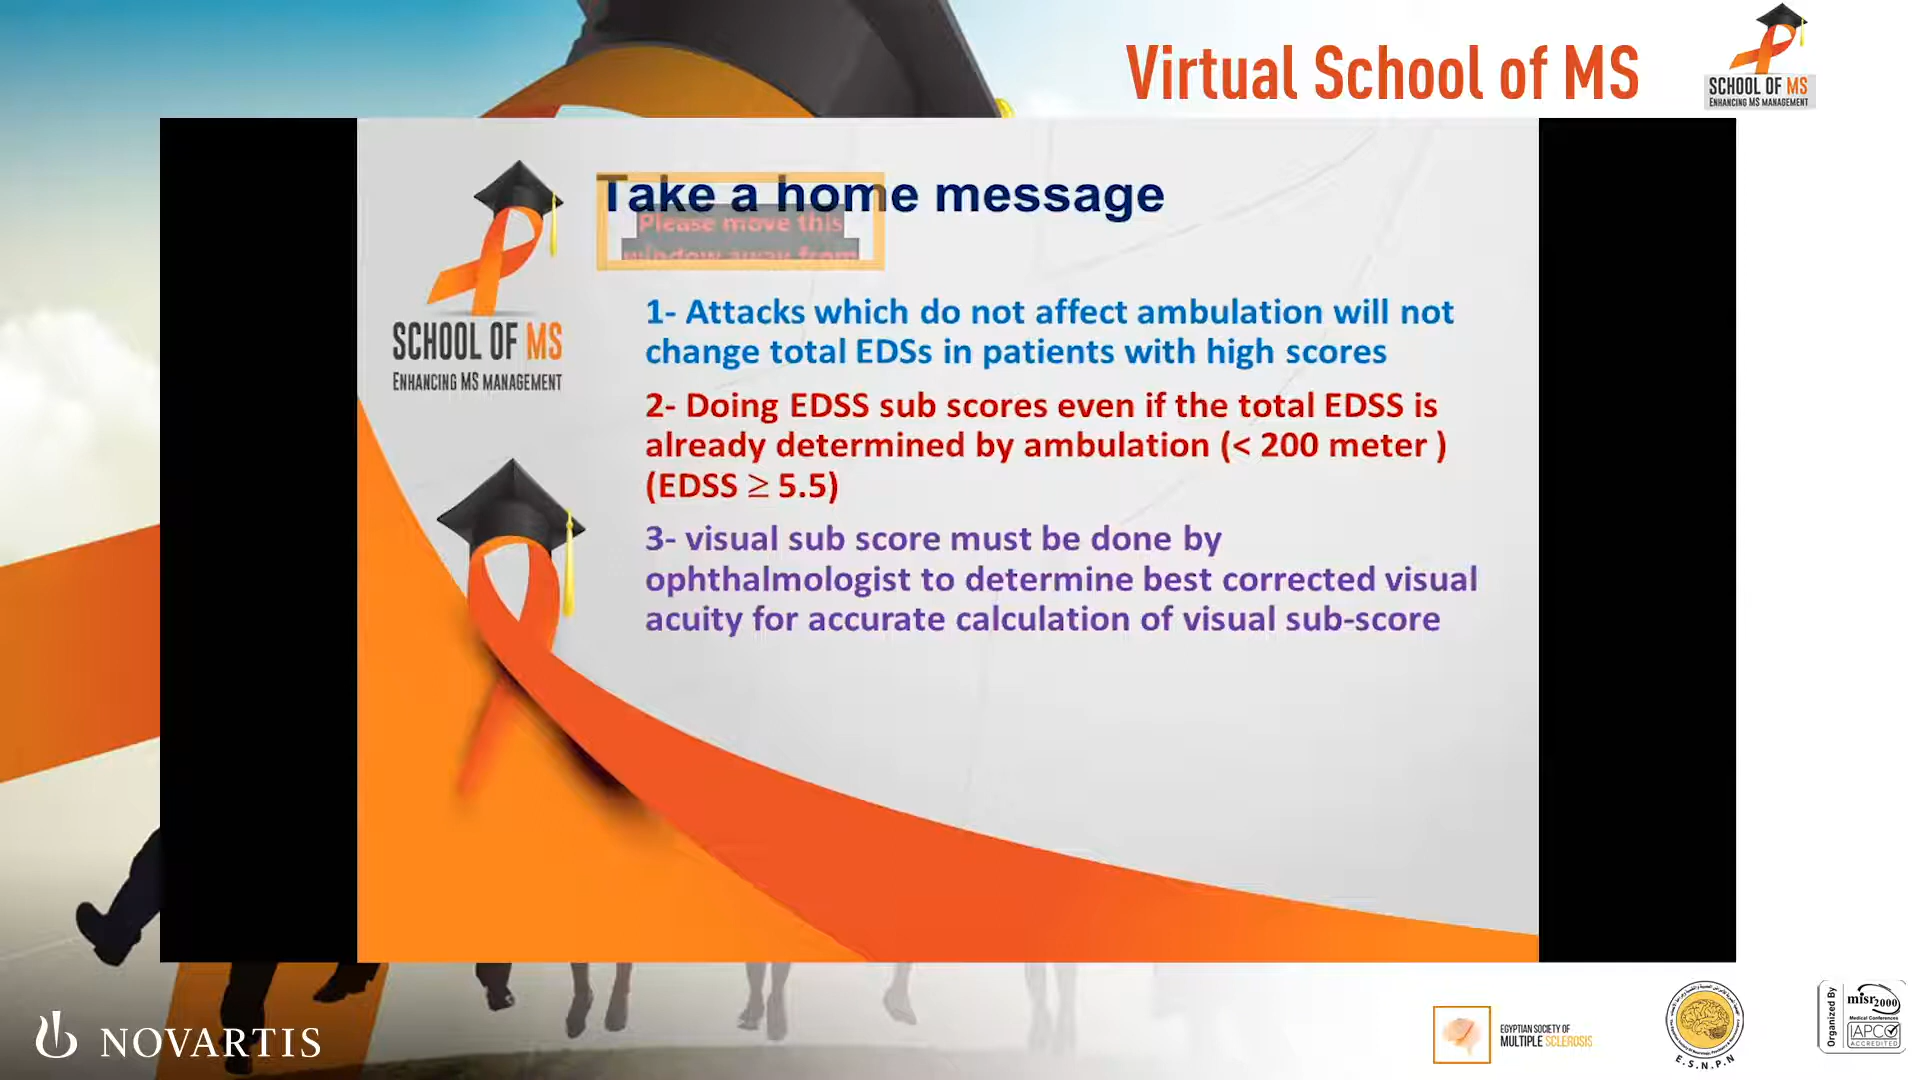 Virtual School of MS
SCHOOL OF MS
ENHANCING MS MANAGEMENT
Take a home message
Please move this
window away from
SCHOOL OF MS
ENHANCING MS MANAGEMENT
1- Attacks which do not affect ambulation will not
change total EDSs in patients with high scores
2- Doing EDSS sub scores even if the total EDSS is
already determined by ambulation (< 200 meter )
(EDSS ≥ 5.5)
3- visual sub score must be done by
ophthalmologist to determine best corrected visual
acuity for accurate calculation of visual sub-score
NOVARTIS
EGYPTIAN SOCIETY OF
MULTIPLE SCLEROSIS
E.S.N.P.N
Organized By
misr2000
Medical Conferences
IAPCO
ACCREDITED